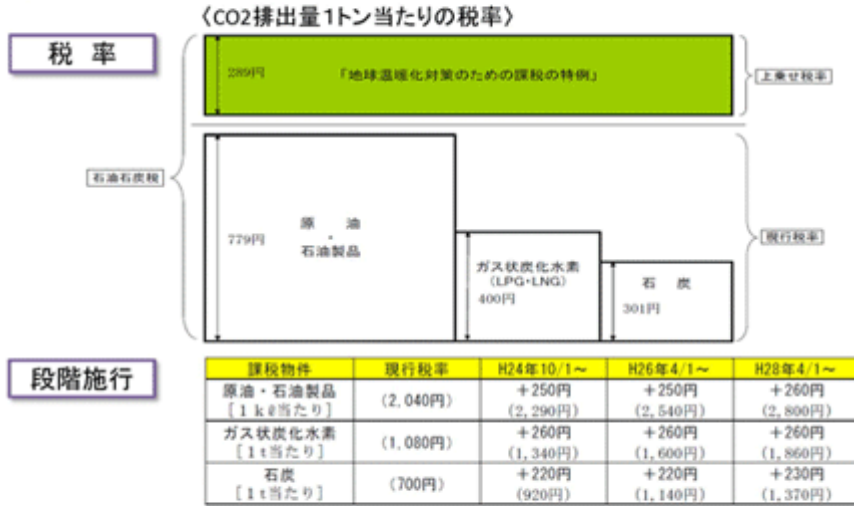 〈CO2排出量1トン当たりの税率〉
税 率
289円
「地球温暖化対策のための課税の特例」
上乗せ税率
石油石炭税
779円
原 油
・
石油製品
ガス状炭化水素
(LPG・LNG)
400円
石 炭
301円
現行税率
段階施行
課税物件 現行税率 H24年10/1～ H26年4/1～ H28年4/1～
原油・石油製品 [1kℓ当たり] (2,040円) +250円 (2,290円) +250円 (2,540円) +260円 (2,800円)
ガス状炭化水素 [1t当たり] (1,080円) +260円 (1,340円) +260円 (1,600円) +260円 (1,860円)
石炭 [1t当たり] (700円) +220円 (920円) +220円 (1,140円) +230円 (1,370円)